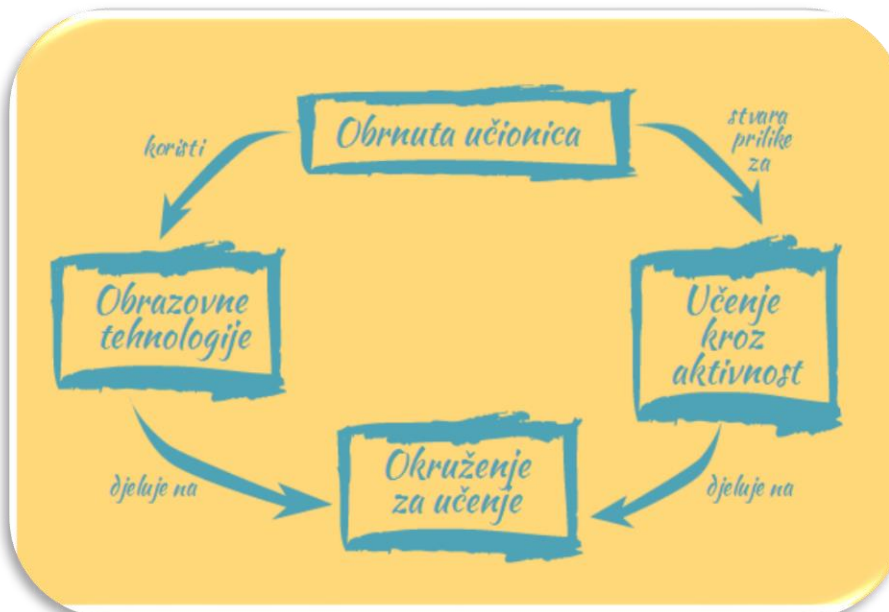 Obrnuta učionica
koristi
stvara
prilike
za
Obrazovne
tehnologije
Učenje
kroz
aktivnost
djeluje na
Okruženje
za učenje
djeluje na